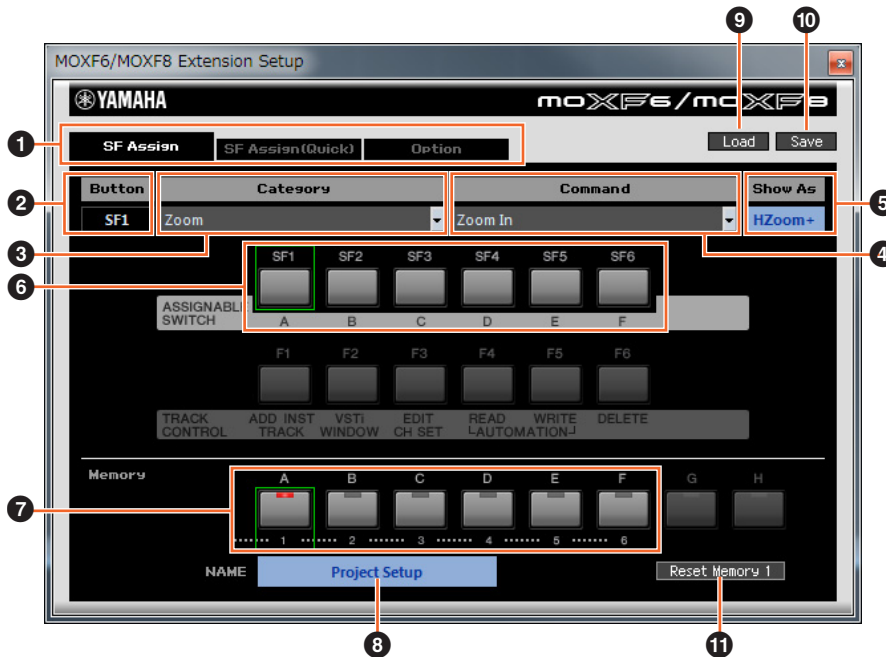 9 10
MOXF6/MOXF8 Extension Setup
YAMAHA MOXF6/MOXF8
1 SF Assign SF Assign(Quick) Option Load Save
2 Button Category Command Show As 5
SF1 Zoom Zoom In HZoom+
3 4
6 SF1 SF2 SF3 SF4 SF5 SF6
ASSIGNABLE
SWITCH A B C D E F
F1 F2 F3 F4 F5 F6
TRACK ADD INST VSTi EDIT READ WRITE DELETE
CONTROL TRACK WINDOW CH SET AUTOMATION
Memory A B C D E F G H
7
1 2 3 4 5 6
NAME Project Setup Reset Memory 1
8 11